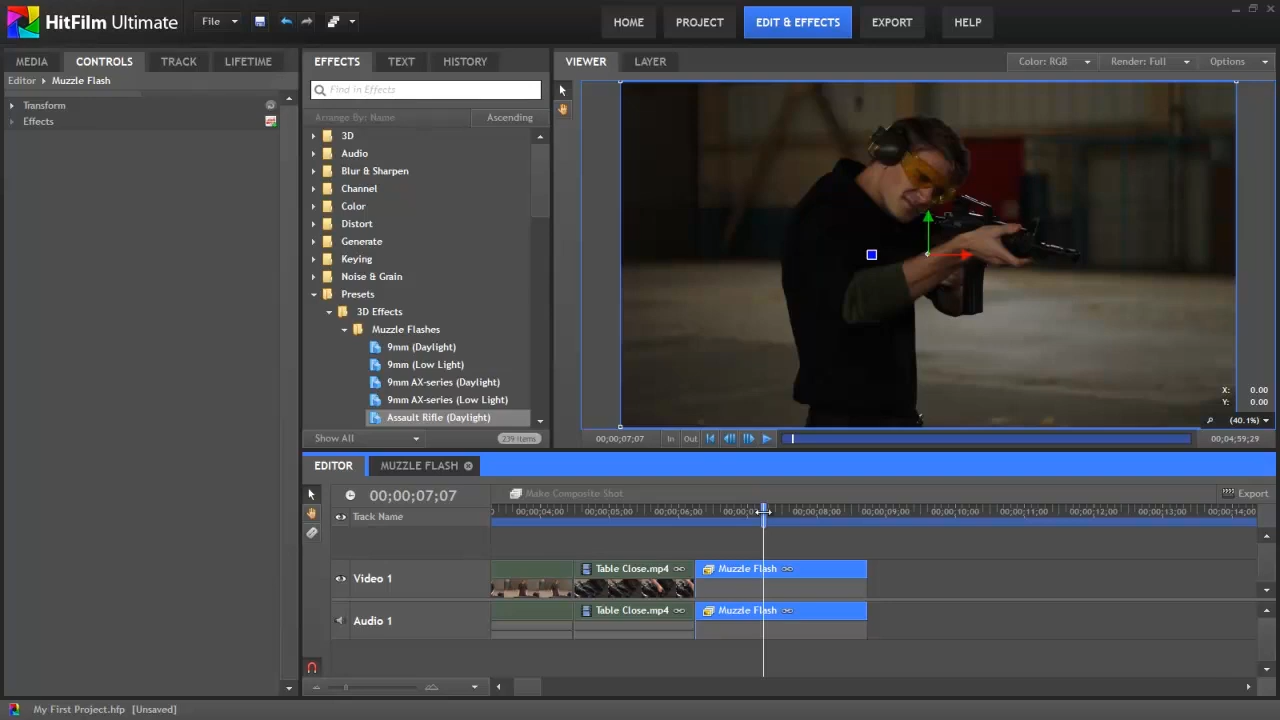 HitFilm Ultimate
File
HOME
PROJECT
EDIT & EFFECTS
EXPORT
HELP
MEDIA
CONTROLS
TRACK
LIFETIME
Editor
Muzzle Flash
Transform
Effects
EFFECTS
TEXT
HISTORY
Find in Effects
Arrange By: Name
Ascending
3D
Audio
Blur & Sharpen
Channel
Color
Distort
Generate
Keying
Noise & Grain
Presets
3D Effects
Muzzle Flashes
9mm (Daylight)
9mm (Low Light)
9mm AX-series (Daylight)
9mm AX-series (Low Light)
Assault Rifle (Daylight)
Show All
239 items
VIEWER
LAYER
Color: RGB
Render: Full
Options
X: 0.00
Y: 0.00
(40.1%)
00;00;07;07
In
Out
00;04;59;29
EDITOR
MUZZLE FLASH
00;00;07;07
Make Composite Shot
Export
Track Name
00;00;04;00
00;00;05;00
00;00;06;00
00;00;08;00
00;00;09;00
00;00;10;00
00;00;11;00
00;00;12;00
00;00;13;00
00;00;14;00
Video 1
Table Close.mp4
Muzzle Flash
Audio 1
Table Close.mp4
Muzzle Flash
My First Project.hfp [Unsaved]